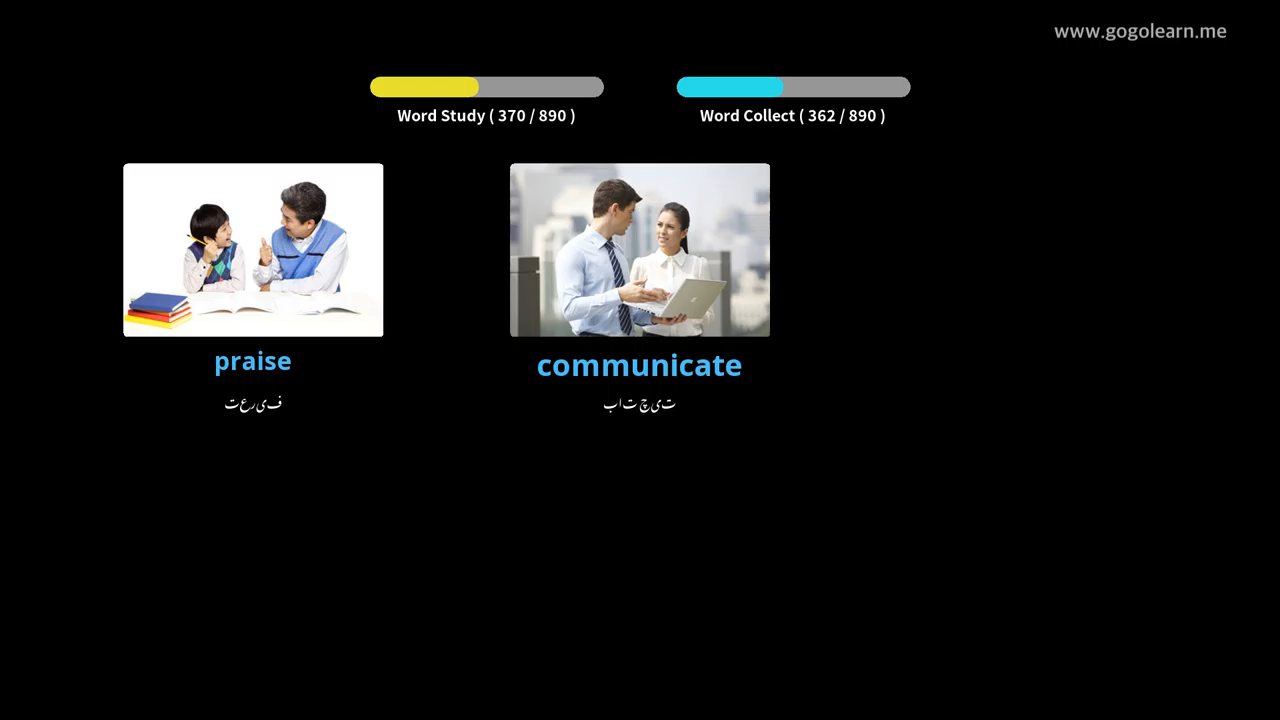 www.gogolearn.me
Word Study ( 370 / 890 )
Word Collect ( 362 / 890 )
praise
تعریف
communicate
بات چیت